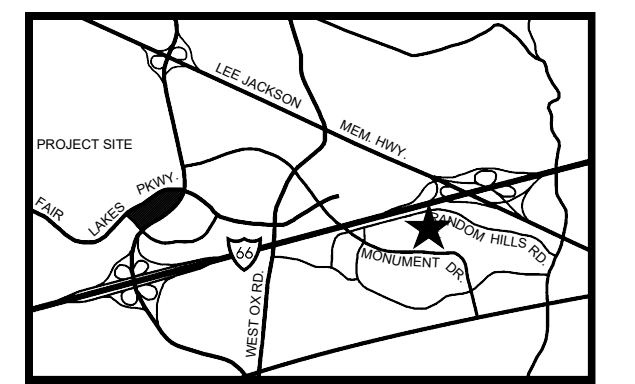 LEE JACKSON
MEM. HWY.
PROJECT SITE
FAIR
LAKES
PKWY.
66
RANDOM HILLS
RD.
MONUMENT DR.
WEST OX RD.